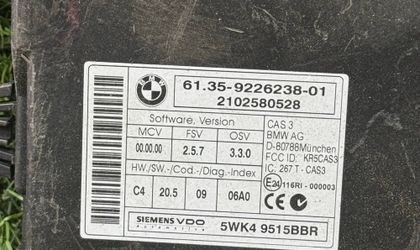 BMW
61.35-9226238-01
2102580528
Software, Version
MCV FSV OSV
00.00.00 2.5.7 3.3.0
HW./SW.-Cod./Diag.-Index
C4 20.5 09 06A0
CAS 3
BMW AG
D-80788München
FCC ID: KR5CAS3
IC: 267 T - CAS3
E24 116RI - 000003
CE
SIEMENS VDO
Automotive
5WK4 9515BBR